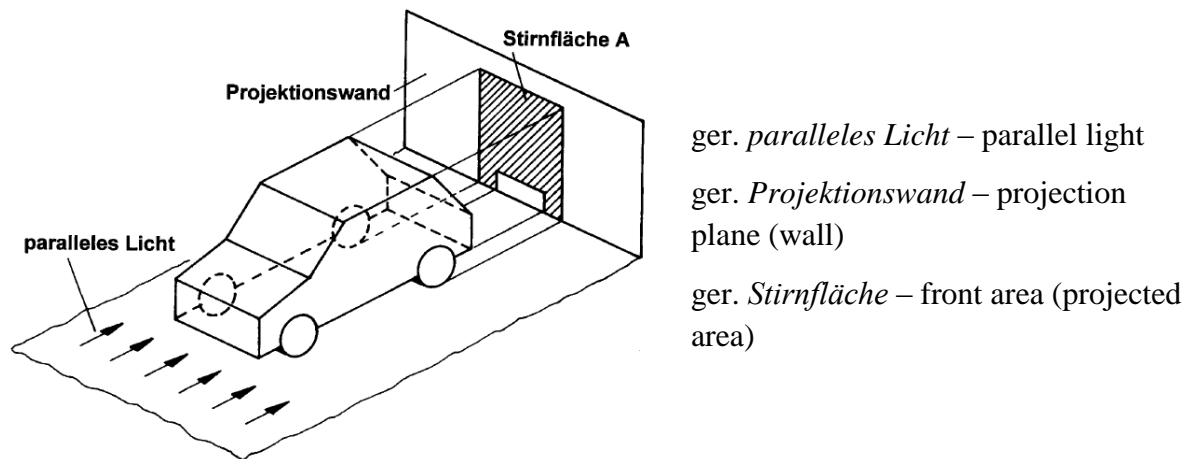 Stirnfläche A
Projektionswand
paralleles Licht
ger. paralleles Licht – parallel light
ger. Projektionswand – projection
plane (wall)
ger. Stirnfläche – front area (projected
area)